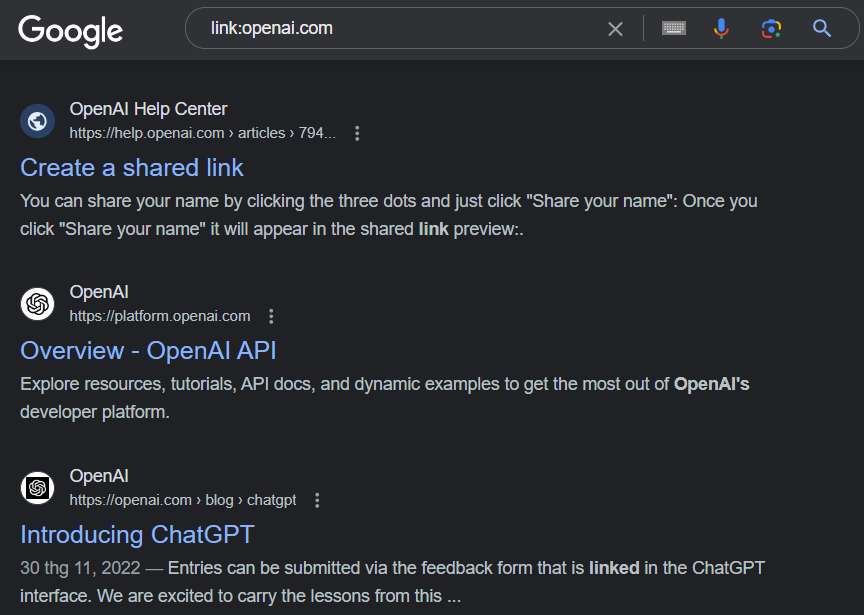 Google
link:openai.com
OpenAI Help Center
https://help.openai.com › articles › 794...
Create a shared link
You can share your name by clicking the three dots and just click "Share your name": Once you
click "Share your name" it will appear in the shared link preview:.
OpenAI
https://platform.openai.com
Overview - OpenAI API
Explore resources, tutorials, API docs, and dynamic examples to get the most out of OpenAI's
developer platform.
OpenAI
https://openai.com › blog › chatgpt
Introducing ChatGPT
30 thg 11, 2022 — Entries can be submitted via the feedback form that is linked in the ChatGPT
interface. We are excited to carry the lessons from this ...